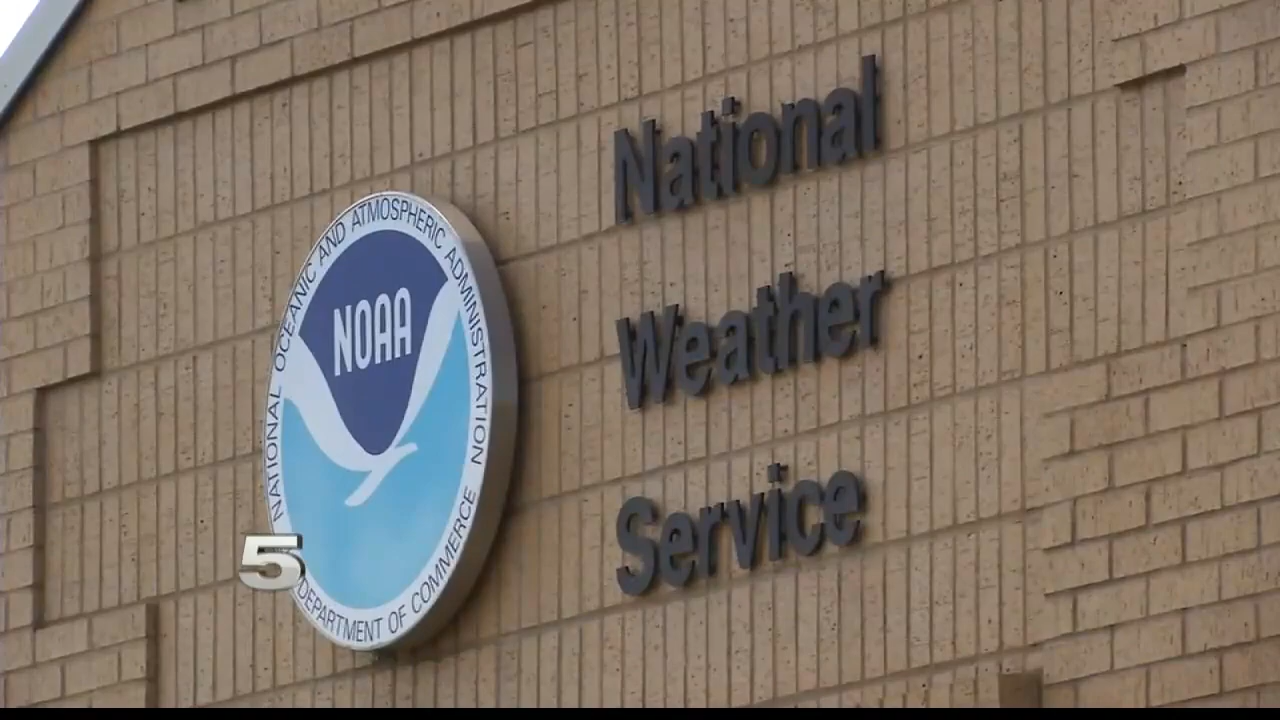 NATIONAL OCEANIC AND ATMOSPHERIC ADMINISTRATION
NOAA
DEPARTMENT OF COMMERCE
National
Weather
Service
5